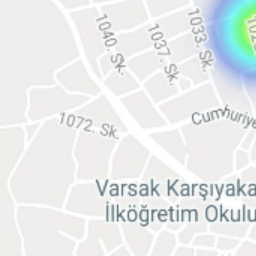 1040. Sk.
1037. Sk.
1033. Sk.
1072. Sk.
Cumhuriye
Varsak Karşıyaka
İlköğretim Okulu